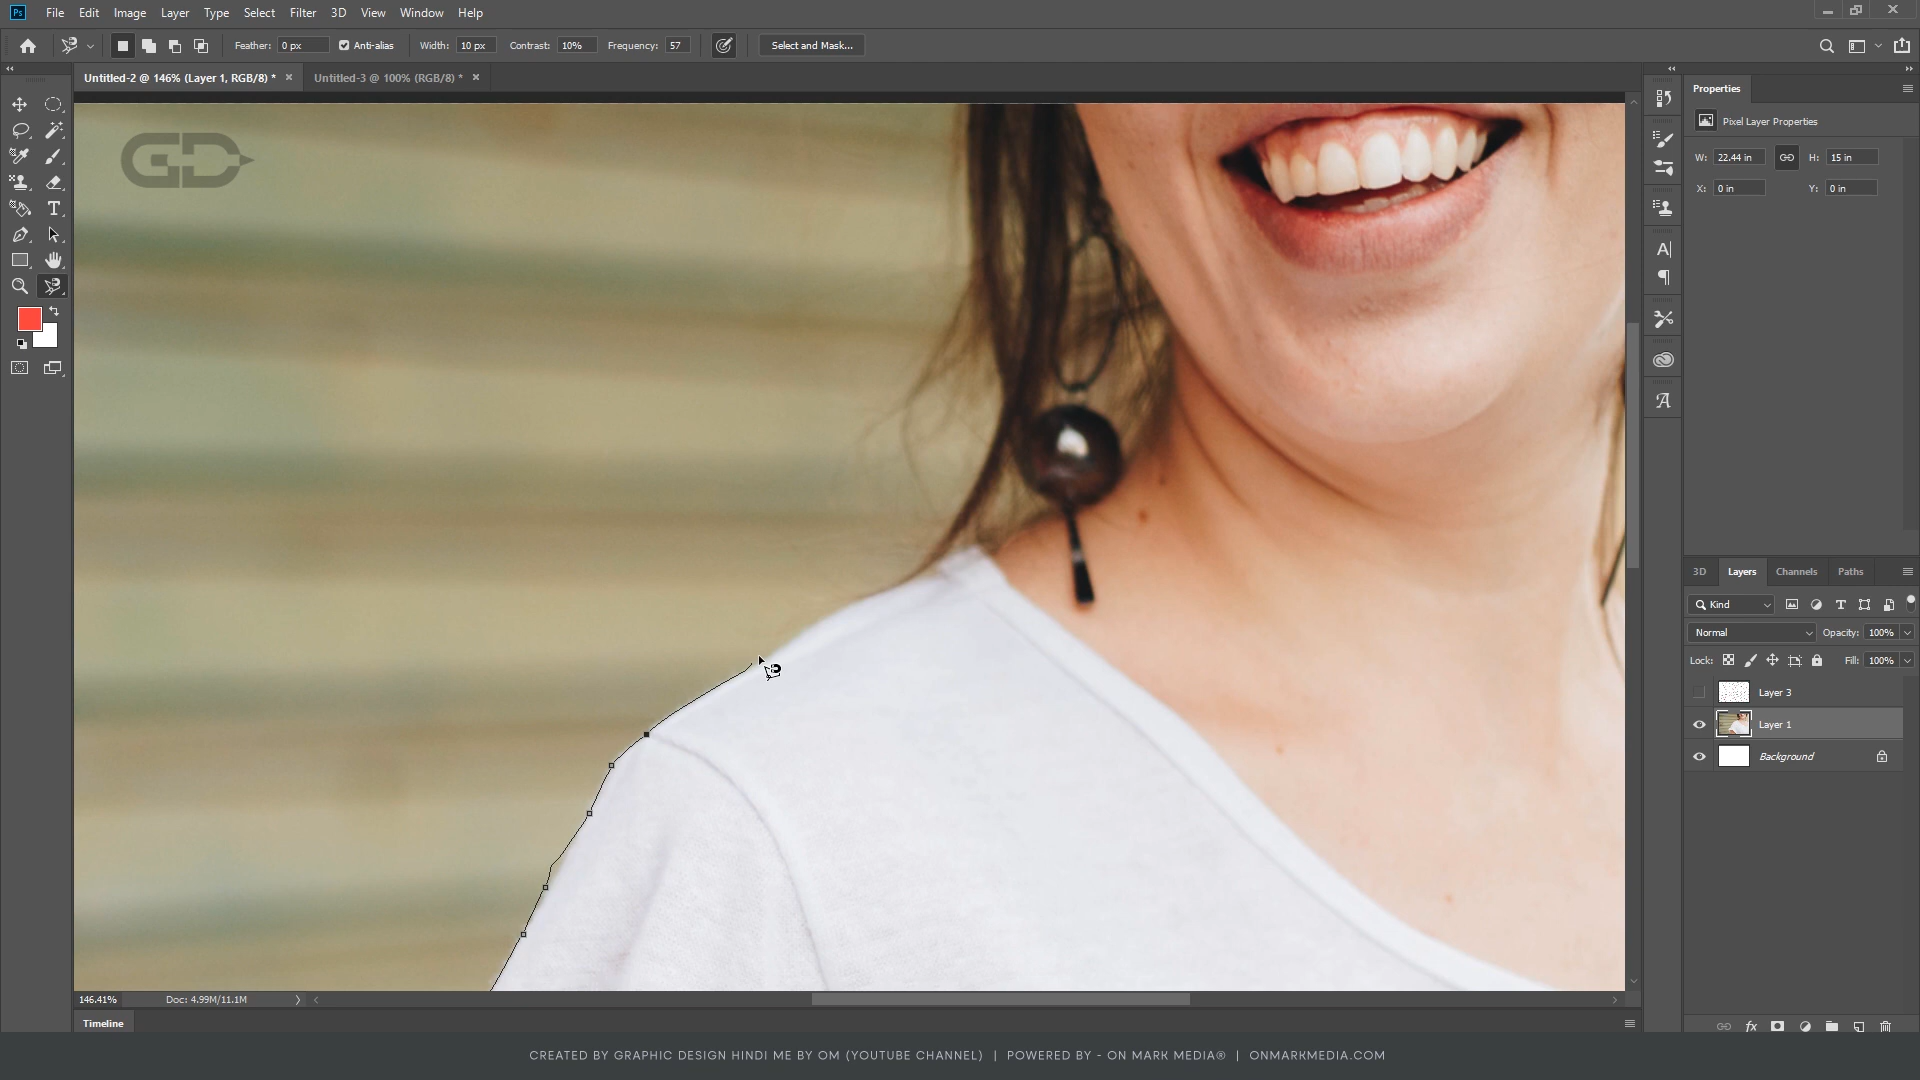 Ps File Edit Image Layer Type Select Filter 3D View Window Help
Feather: 0 px Anti-alias Width: 10 px Contrast: 10% Frequency: 57 Select and Mask...
Untitled-2 @ 146% (Layer 1, RGB/8) * Untitled-3 @ 100% (RGB/8) *
GD
Properties
Pixel Layer Properties
W: 22.44 in H: 15 in
X: 0 in Y: 0 in
3D Layers Channels Paths
Kind
Normal Opacity: 100%
Lock: Fill: 100%
Layer 3
Layer 1
Background
146.41% Doc: 4.99M/11.1M
Timeline
CREATED BY GRAPHIC DESIGN HINDI ME BY OM (YOUTUBE CHANNEL) | POWERED BY - ON MARK MEDIA® | ONMARKMEDIA.COM